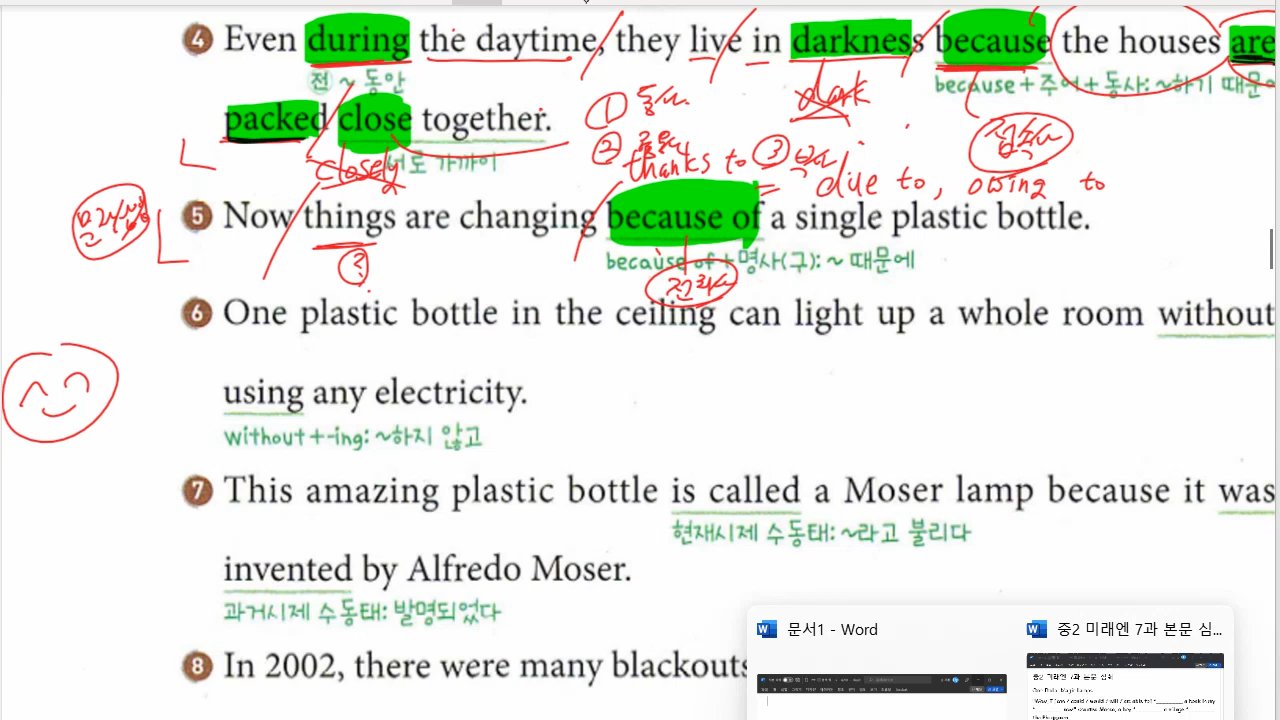 4 Even during the daytime, they live in darkness because the houses are
전 ~ 동안
because + 주어 + 동사: ~하기 때문에
dark
① 동사
packed close together.
closely
너도 가까이
thanks to ③
접속사
= due to, owing to
5 Now things are changing because of a single plastic bottle.
because of + 명사(구): ~ 때문에
?
전치사
6 One plastic bottle in the ceiling can light up a whole room without
using any electricity.
without +-ing: ~하지 않고
7 This amazing plastic bottle is called a Moser lamp because it was
현재시제 수동태: ~라고 불리다
invented by Alfredo Moser.
과거시제 수동태: 발명되었다
8 In 2002, there were many blackouts
문서1 - Word
중2 미래엔 7과 본문 심...